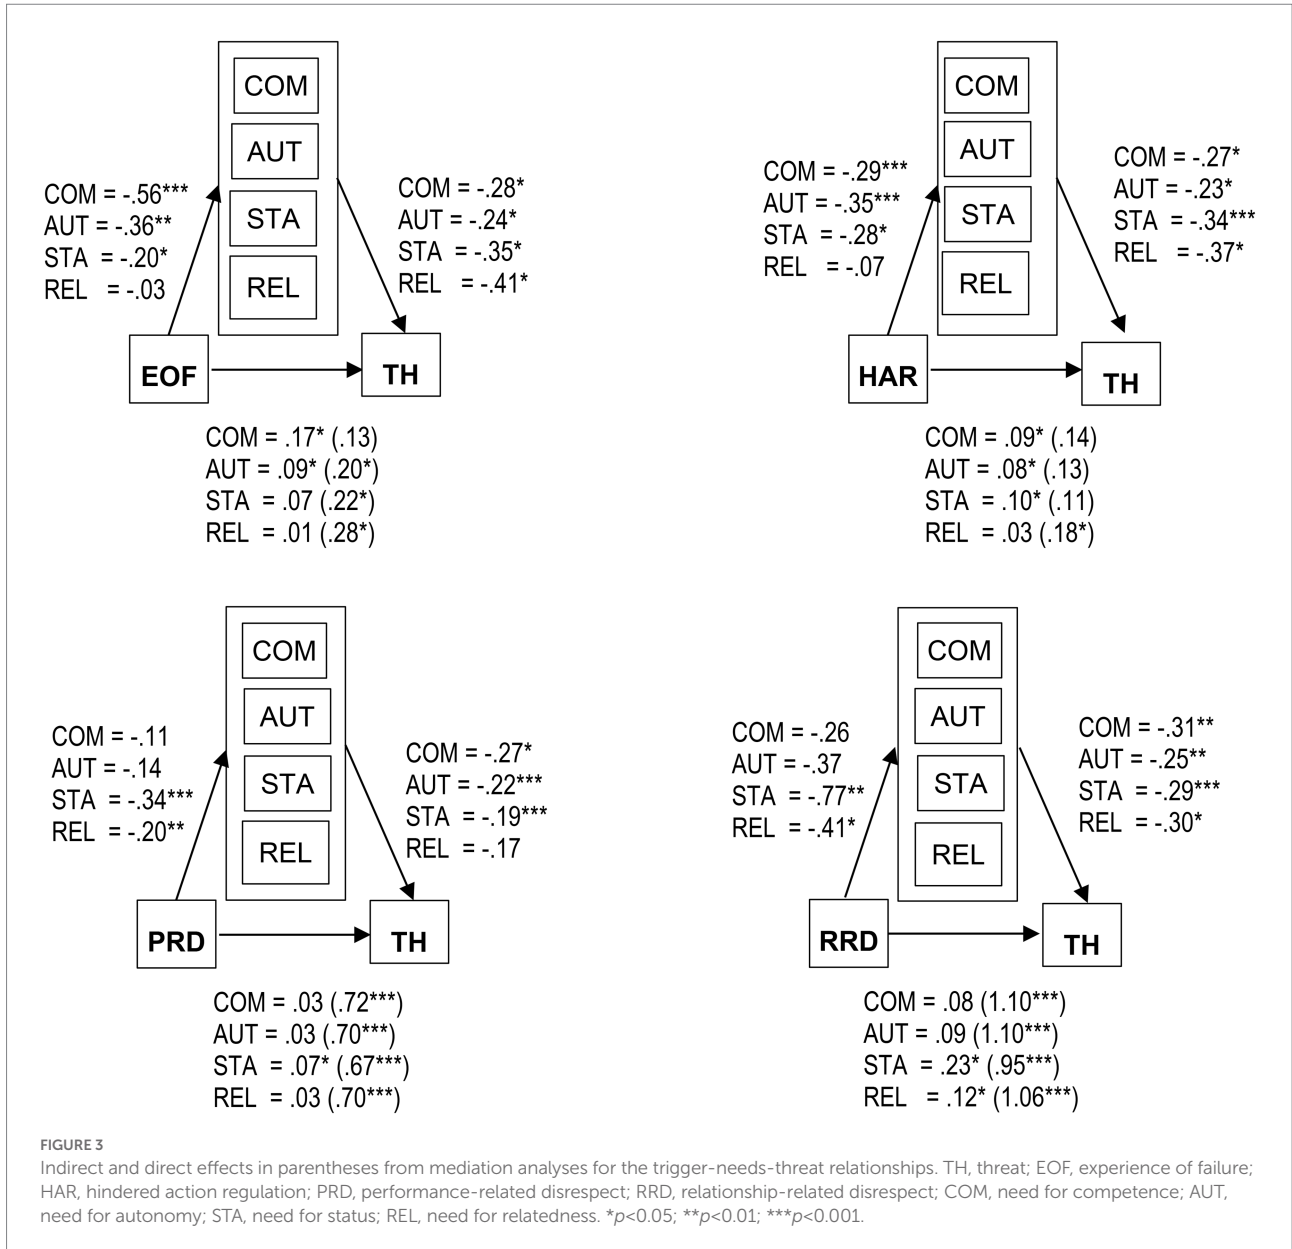 COM
AUT
STA
REL
COM = -.56***
AUT = -.36**
STA = -.20*
REL = -.03
COM = -.28*
AUT = -.24*
STA = -.35*
REL = -.41*
EOF
TH
COM = .17* (.13)
AUT = .09* (.20*)
STA = .07 (.22*)
REL = .01 (.28*)
COM
AUT
STA
REL
COM = -.29***
AUT = -.35***
STA = -.28*
REL = -.07
COM = -.27*
AUT = -.23*
STA = -.34***
REL = -.37*
HAR
TH
COM = .09* (.14)
AUT = .08* (.13)
STA = .10* (.11)
REL = .03 (.18*)
COM
AUT
STA
REL
COM = -.11
AUT = -.14
STA = -.34***
REL = -.20**
COM = -.27*
AUT = -.22***
STA = -.19***
REL = -.17
PRD
TH
COM = .03 (.72***)
AUT = .03 (.70***)
STA = .07* (.67***)
REL = .03 (.70***)
COM
AUT
STA
REL
COM = -.26
AUT = -.37
STA = -.77**
REL = -.41*
COM = -.31**
AUT = -.25**
STA = -.29***
REL = -.30*
RRD
TH
COM = .08 (1.10***)
AUT = .09 (1.10***)
STA = .23* (.95***)
REL = .12* (1.06***)
FIGURE 3
Indirect and direct effects in parentheses from mediation analyses for the trigger-needs-threat relationships. TH, threat; EOF, experience of failure;
HAR, hindered action regulation; PRD, performance-related disrespect; RRD, relationship-related disrespect; COM, need for competence; AUT,
need for autonomy; STA, need for status; REL, need for relatedness. *p<0.05; **p<0.01; ***p<0.001.